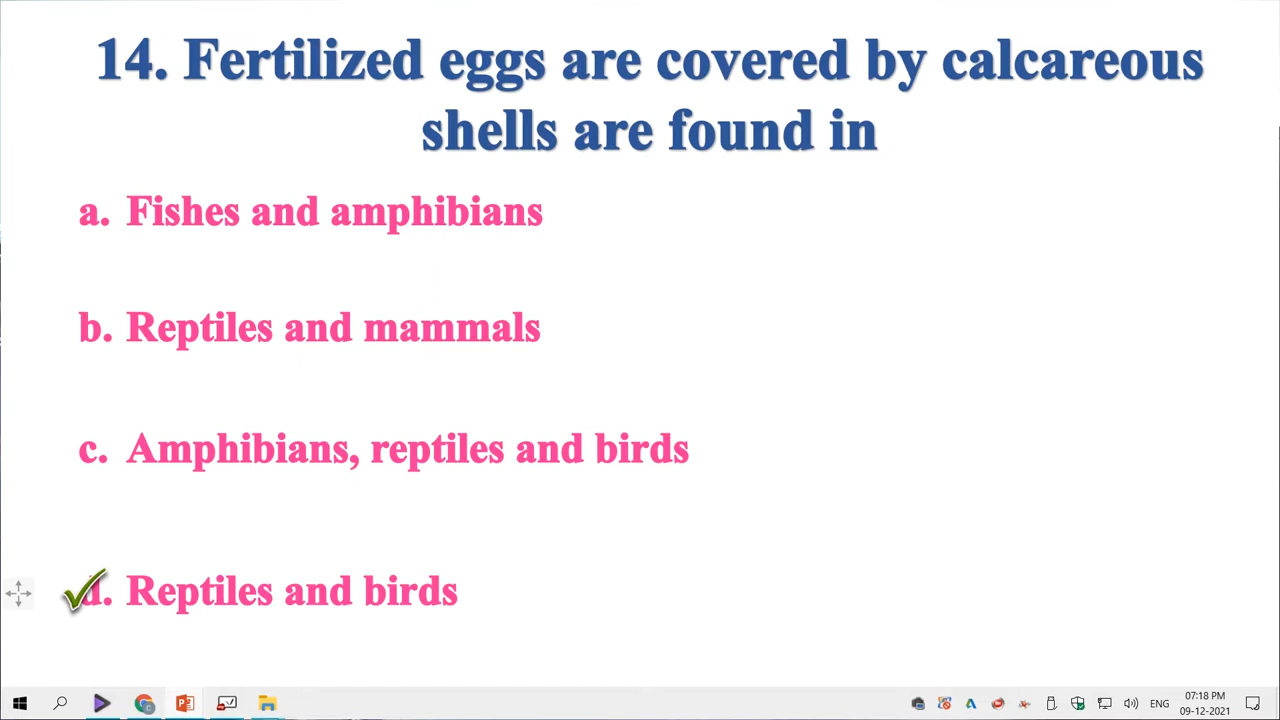 14. Fertilized eggs are covered by calcareous
shells are found in
a. Fishes and amphibians
b. Reptiles and mammals
c. Amphibians, reptiles and birds
d. Reptiles and birds
07:18 PM
ENG
09-12-2021